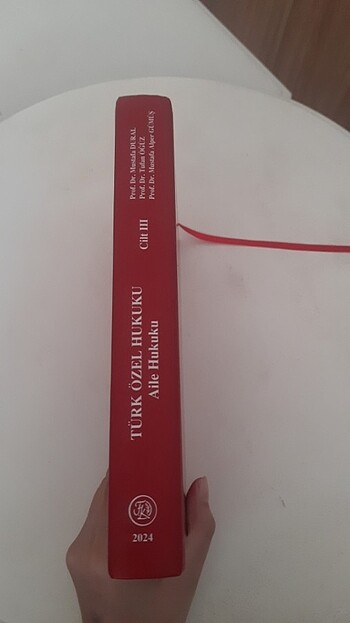 Prof. Dr. Mustafa DURAL
Prof. Dr. Tufan ÖĞÜZ
Prof. Dr. Mustafa Alper GÜMÜŞ
Cilt III
TÜRK ÖZEL HUKUKU
Aile Hukuku
2024